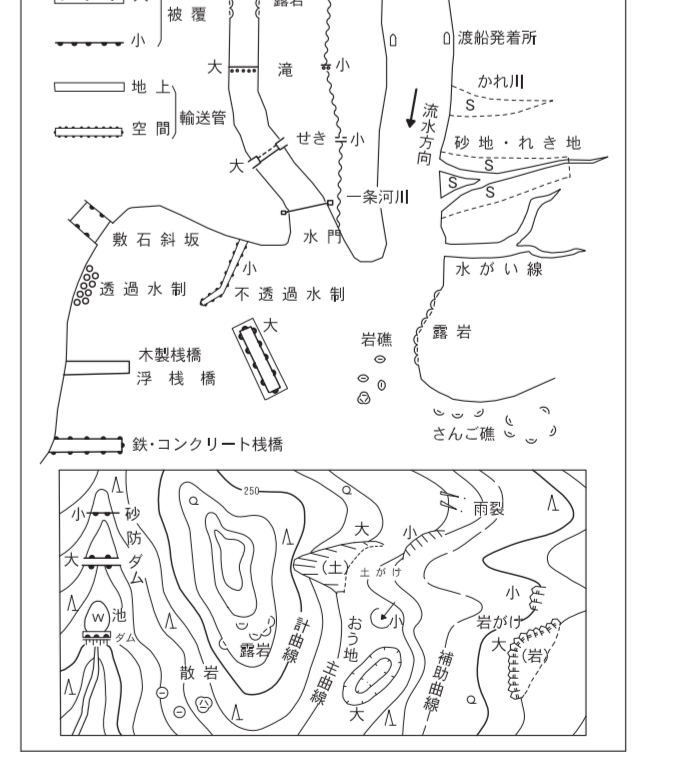 被覆
露岩
小
渡船発着所
大
滝
小
かれ川
S
地上
輸送管
空間
流水方向
せき
小
砂地・れき地
大
S
S
S
一条河川
敷石斜坂
水門
小
水がい線
透過水制
不透過水制
大
露岩
岩礁
木製桟橋
浮桟橋
さんご礁
鉄・コンクリート桟橋
250
小
砂防ダム
大
雨裂
大
小
(土)
土がけ
小
W
池
ダム
岩がけ
大
(岩)
露岩
計曲線
おう地
小
主曲線
補助曲線
散岩
大